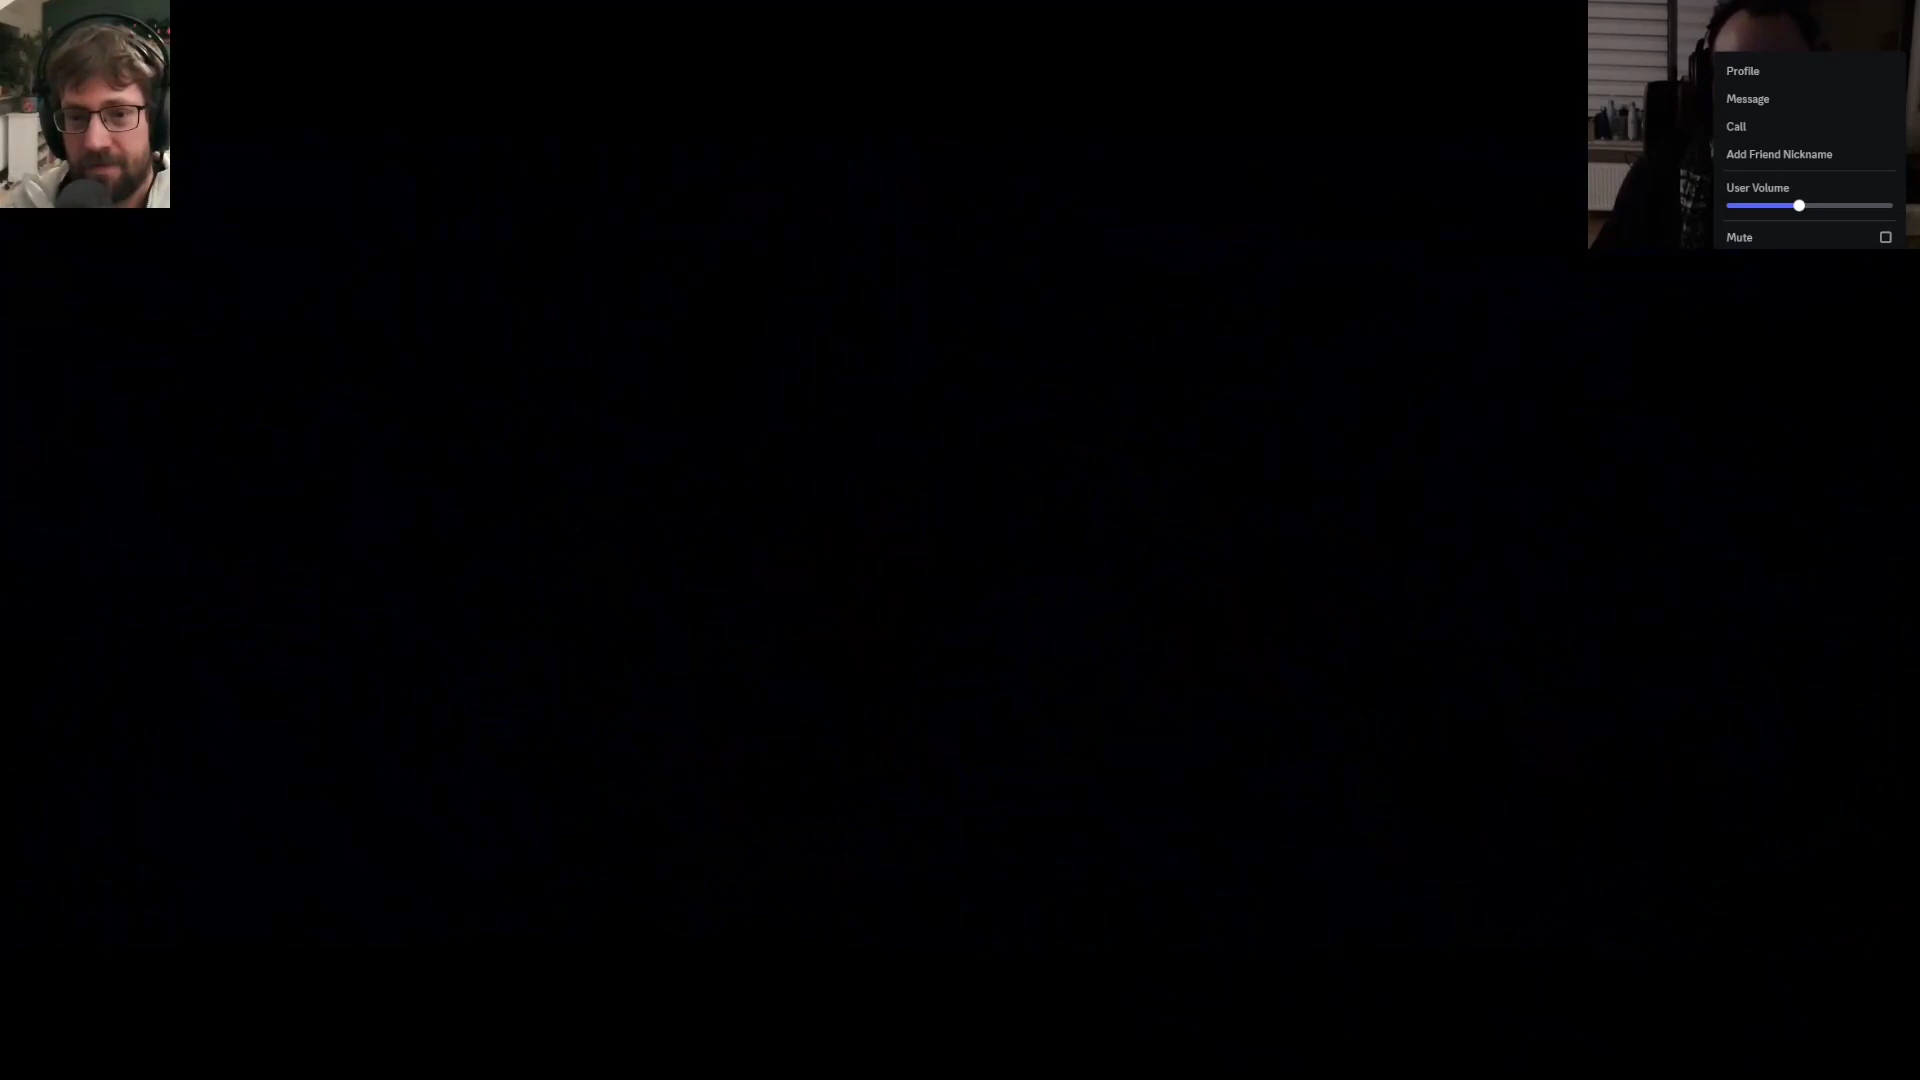 Profile
Message
Call
Add Friend Nickname
User Volume
Mute